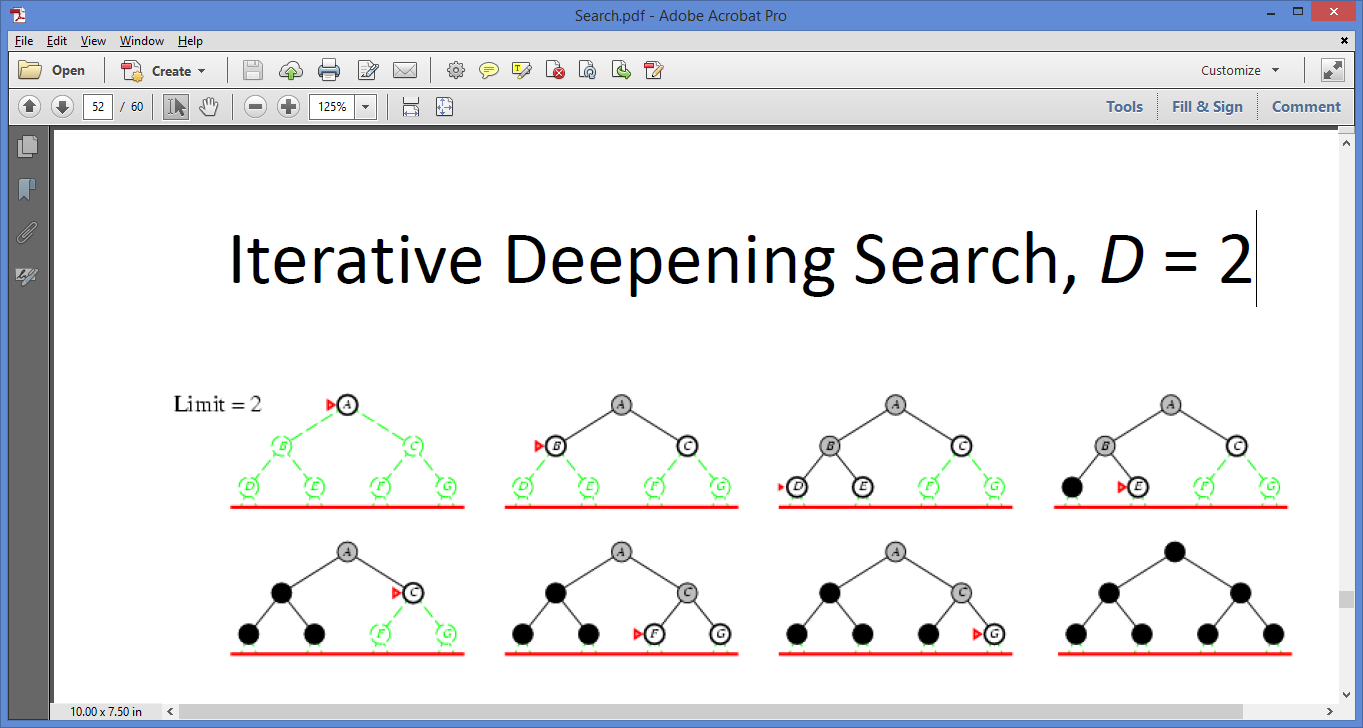 Search.pdf - Adobe Acrobat Pro
File Edit View Window Help
Open Create Customize
52 / 60 125% Tools Fill & Sign Comment
Iterative Deepening Search, D = 2
Limit = 2
A A A A
B C B C B C B C
D E F G D E F G D E F G E F G
A A A
C C C
F G F G G
10.00 x 7.50 in